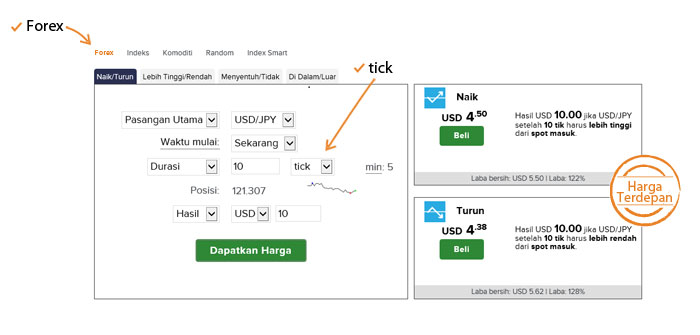 Forex
Forex Indeks Komoditi Random Index Smart
Naik/Turun Lebih Tinggi/Rendah Menyentuh/Tidak Di Dalam/Luar
tick
Pasangan Utama USD/JPY
Waktu mulai: Sekarang
Durasi 10 tick min: 5
Posisi: 121.307
Hasil USD 10
Dapatkan Harga
Naik
USD 4.50
Beli
Hasil USD 10.00 jika USD/JPY
setelah 10 tik harus lebih tinggi
dari spot masuk.
Laba bersih: USD 5.50 | Laba: 122%
Harga
Terdepan
Turun
USD 4.38
Beli
Hasil USD 10.00 jika USD/JPY
setelah 10 tik harus lebih rendah
dari spot masuk.
Laba bersih: USD 5.62 | Laba: 128%